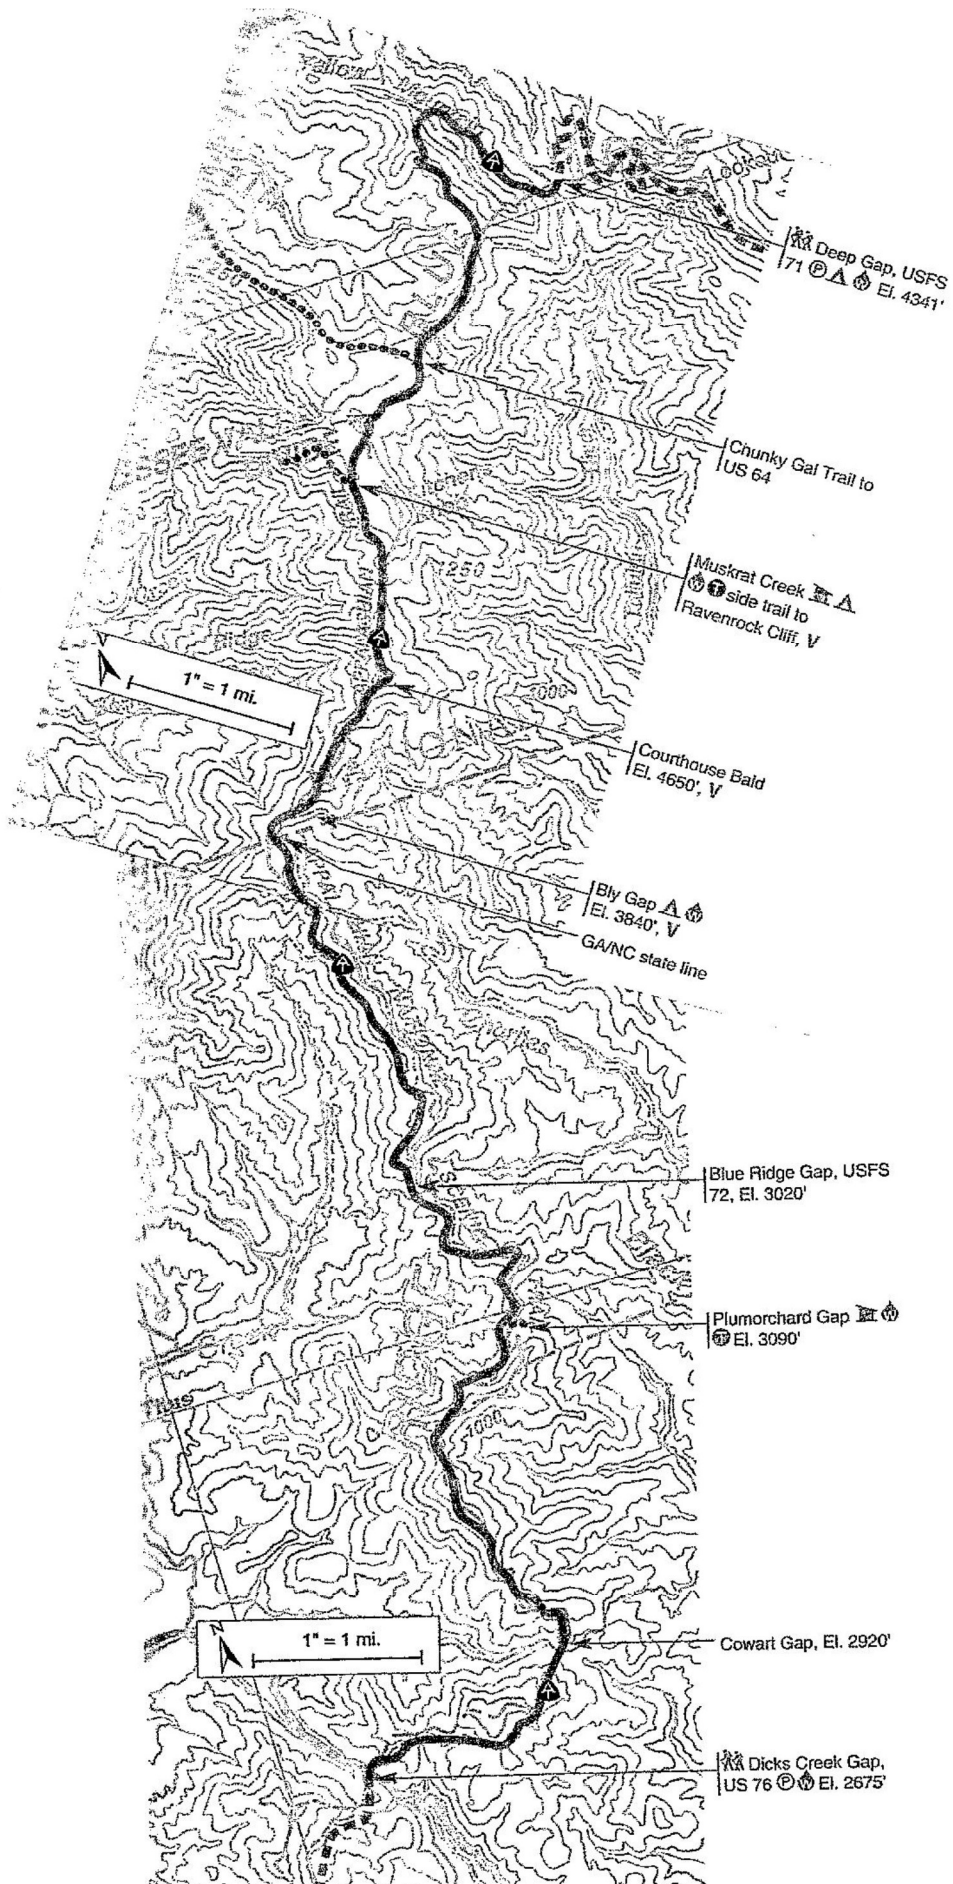 Deep Gap, USFS
71 Ⓟ El. 4341'
Chunky Gal Trail to
US 64
Muskrat Creek
side trail to
Ravenrock Cliff, V
1250
1" = 1 mi.
1000
Courthouse Bald
El. 4650', V
Bly Gap
El. 3840', V
GA/NC state line
Blue Ridge Gap, USFS
72, El. 3020'
Plumorchard Gap
El. 3090'
1000
N
1" = 1 mi.
Cowart Gap, El. 2920'
Dicks Creek Gap,
US 76 Ⓟ El. 2675'